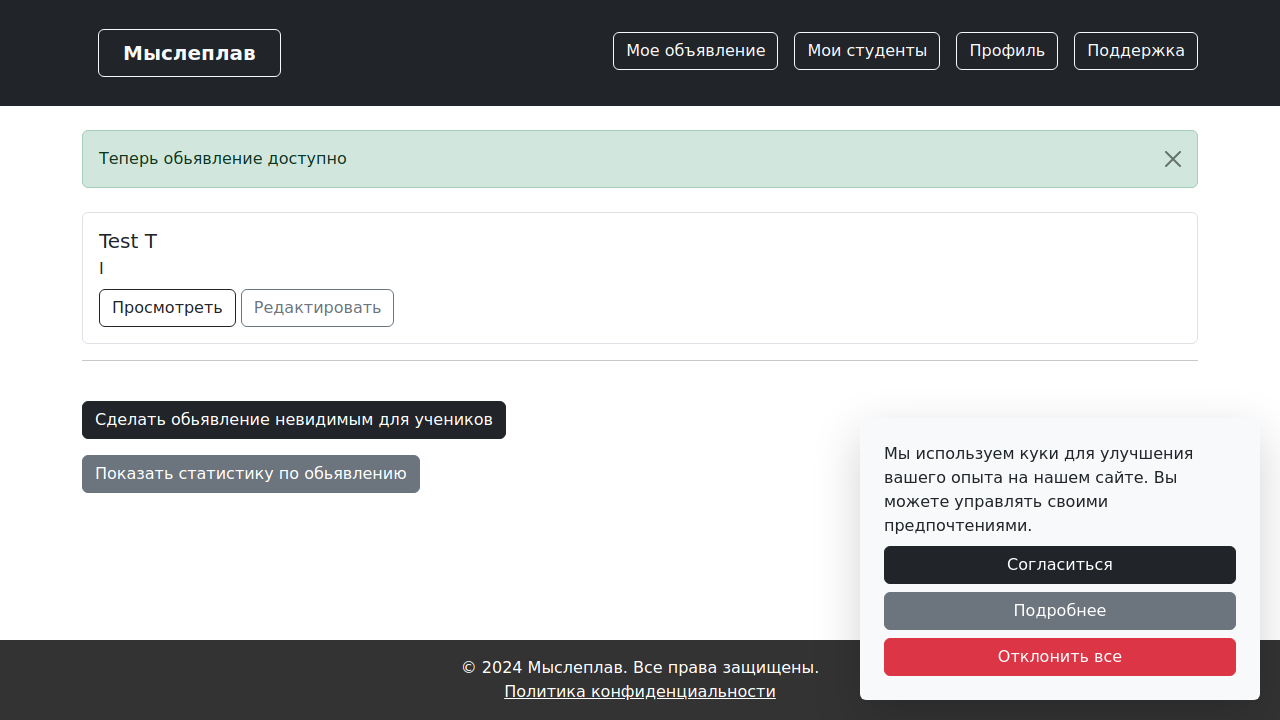 Мыслеплав
Мое объявление
Мои студенты
Профиль
Поддержка
Теперь обьявление доступно
Test T
I
Просмотреть
Редактировать
Сделать обьявление невидимым для учеников
Показать статистику по обьявлению
Мы используем куки для улучшения
вашего опыта на нашем сайте. Вы
можете управлять своими
предпочтениями.
Согласиться
Подробнее
Отклонить все
© 2024 Мыслеплав. Все права защищены.
Политика конфиденциальности